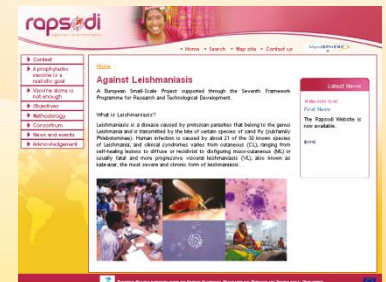 rapsodi
against leishmaniasis
• Home • Search • Map site • Contact us
Context
A prophylactic
vaccine is a
realistic goal
Vaccine alone is
not enough
Objectives
Methodology
Consortium
News and events
Acknowledgement
Home
Against Leishmaniasis
A European Small-Scale Project supported through the Seventh Framework
Programme for Research and Technological Development.
What is Leishmaniasis?
Leishmaniasis is a disease caused by protozoan parasites that belong to the genus
Leishmania and is transmitted by the bite of certain species of sand fly (subfamily
Phlebotominae). Human infection is caused by about 21 of the 30 known species
of Leishmania, and clinical syndromes varies from cutaneous (CL), ranging from
self-healing lesions to diffuse or recidivist to disfiguring muco-cutaneous (ML) or
usually fatal and more progressive visceral leishmaniasis (VL), also known as
kala-azar, the most severe and chronic form of leishmaniasis.
Latest News
First News
The Rapsodi Website is
now available.